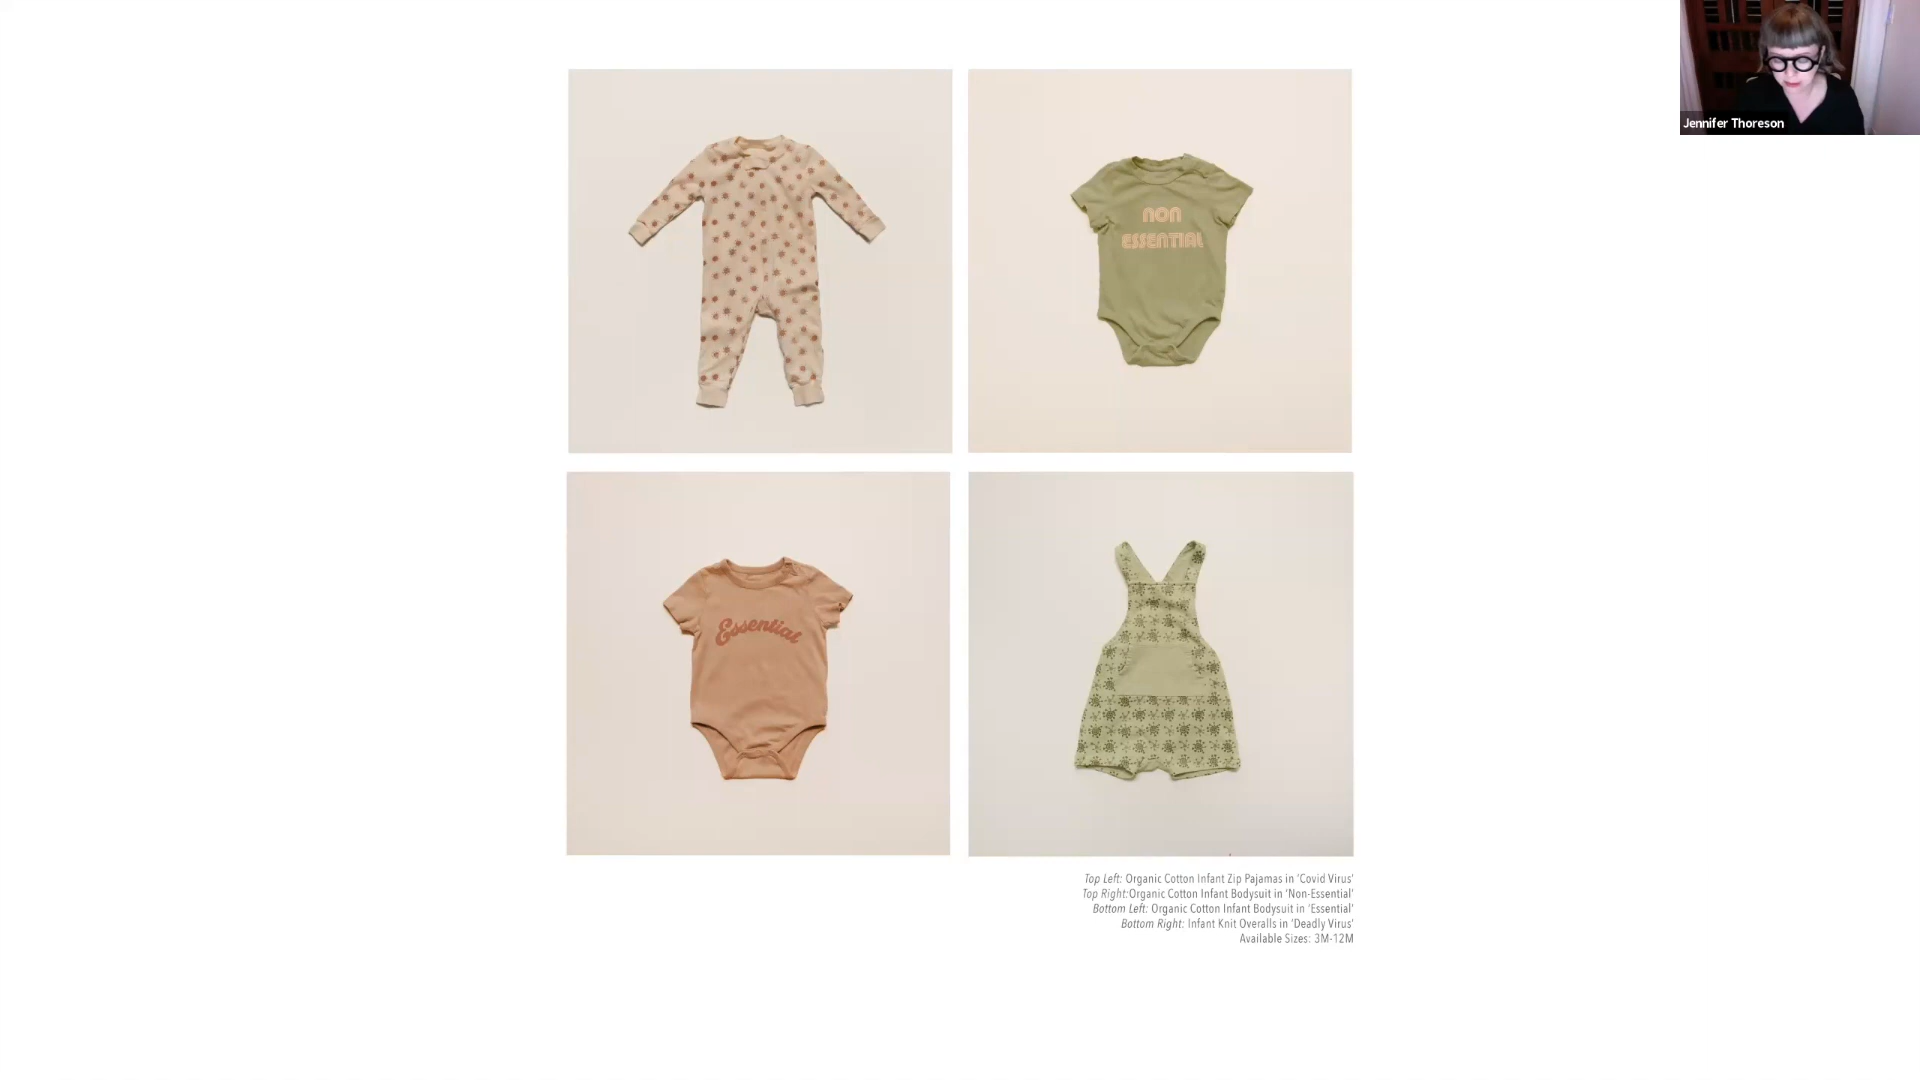 Jennifer Thoreson
NON
ESSENTIAL
Essential
Top Left: Organic Cotton Infant Zip Pajamas in ‘Covid Virus’
Top Right:Organic Cotton Infant Bodysuit in ‘Non-Essential’
Bottom Left: Organic Cotton Infant Bodysuit in ‘Essential’
Bottom Right: Infant Knit Overalls in ‘Deadly Virus’
Available Sizes: 3M-12M